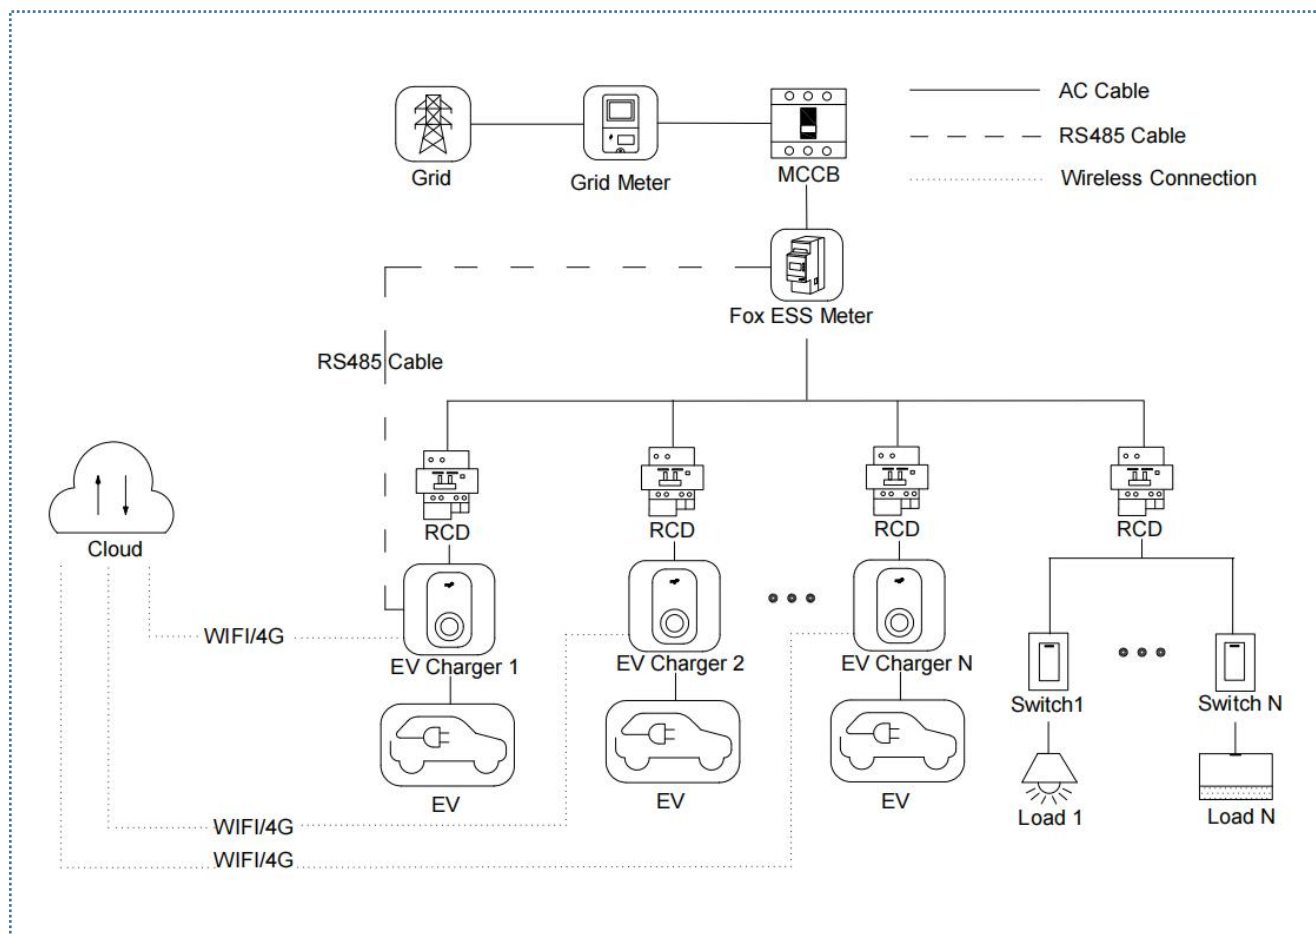 AC Cable
RS485 Cable
Wireless Connection
Grid
Grid Meter
MCCB
Fox ESS Meter
RS485 Cable
RCD
RCD
RCD
RCD
Cloud
WIFI/4G
EV Charger 1
EV Charger 2
EV Charger N
Switch1
Switch N
EV
EV
EV
Load 1
Load N
WIFI/4G
WIFI/4G